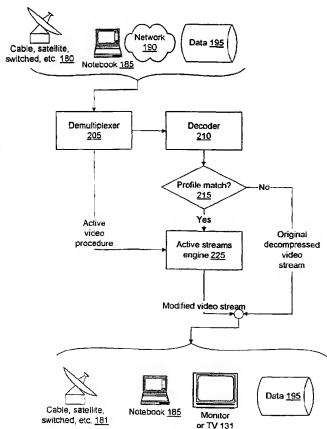 Cable, satellite,
switched, etc. 180
Notebook 185
Network
190
Data 195
Demultiplexer
205
Decoder
210
Profile match?
215
No
Yes
Active
video
procedure
Active streams
engine 225
Original
decompressed
video
stream
Modified video stream
Cable, satellite,
switched, etc. 181
Notebook 185
Monitor
or TV 131
Data 195